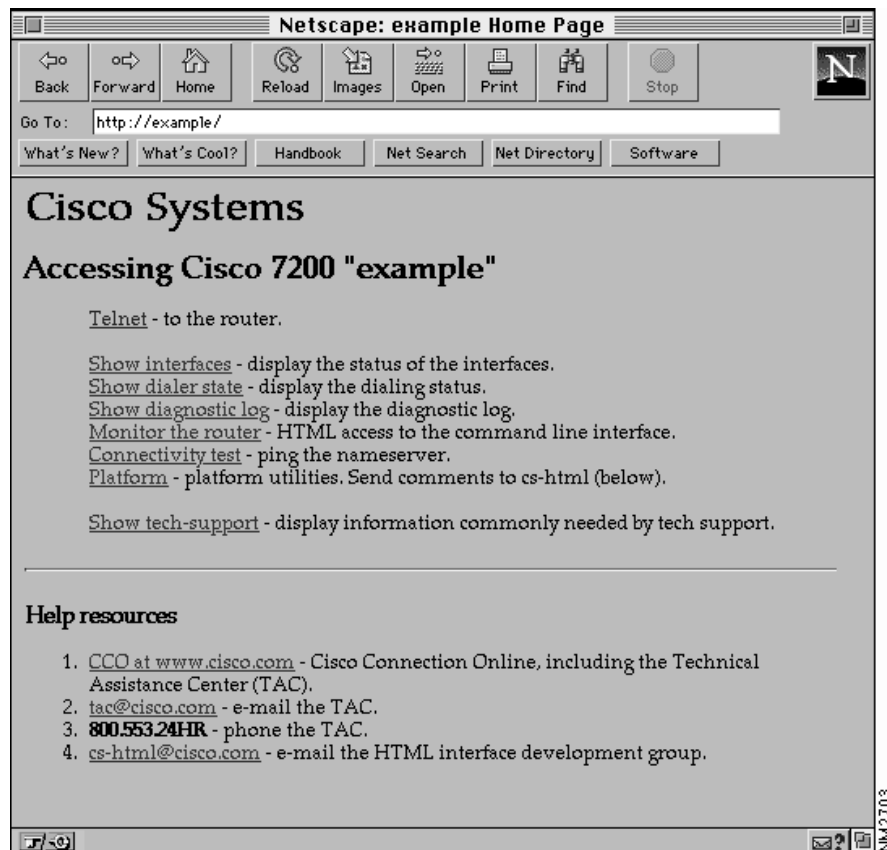 Netscape: example Home Page
Back Forward Home Reload Images Open Print Find Stop
N
Go To: http://example/
What's New? What's Cool? Handbook Net Search Net Directory Software
Cisco Systems
Accessing Cisco 7200 "example"
Telnet - to the router.
Show interfaces - display the status of the interfaces.
Show dialer state - display the dialing status.
Show diagnostic log - display the diagnostic log.
Monitor the router - HTML access to the command line interface.
Connectivity test - ping the nameserver.
Platform - platform utilities. Send comments to cs-html (below).
Show tech-support - display information commonly needed by tech support.
Help resources
1. CCO at www.cisco.com - Cisco Connection Online, including the Technical
Assistance Center (TAC).
2. tac@cisco.com - e-mail the TAC.
3. 800.553.24HR - phone the TAC.
4. cs-html@cisco.com - e-mail the HTML interface development group.
?
NM2703